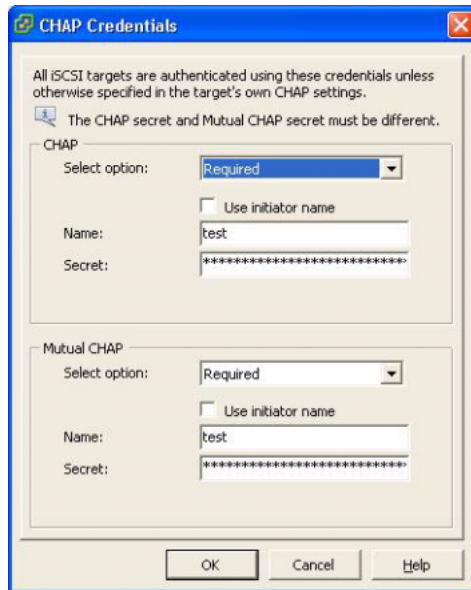 CHAP Credentials
All iSCSI targets are authenticated using these credentials unless
otherwise specified in the target's own CHAP settings.
The CHAP secret and Mutual CHAP secret must be different.
CHAP
Select option: Required
Use initiator name
Name: test
Secret: ****************************
Mutual CHAP
Select option: Required
Use initiator name
Name: test
Secret: ****************************
OK Cancel Help